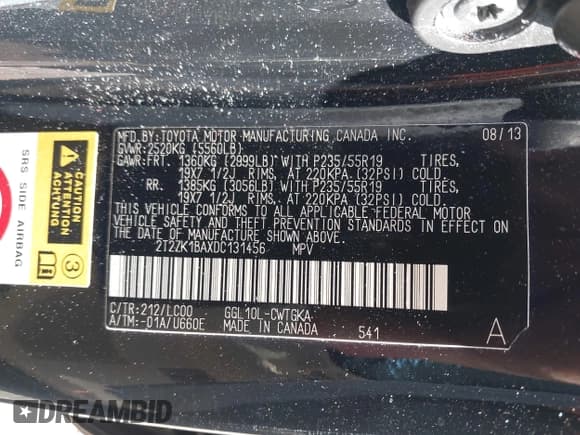 MFD.BY:TOYOTA MOTOR MANUFACTURING CANADA INC. 08/13
GVWR:2520KG (5560LB)
GAWR:FRT. 1360KG (2999LB) WITH P235/55R19 TIRES,
19X7 1/2J RIMS, AT 220KPA (32PSI) COLD.
RR. 1385KG (3056LB) WITH P235/55R19 TIRES,
19X7 1/2J RIMS, AT 220KPA (32PSI) COLD.
THIS VEHICLE CONFORMS TO ALL APPLICABLE FEDERAL MOTOR
VEHICLE SAFETY AND THEFT PREVENTION STANDARDS IN EFFECT ON
THE DATE OF MANUFACTURE SHOWN ABOVE.
2T2ZK1BAXDC131456 MPV
C/TR:212/LC00 GGL10L-CWTGKA
A/TM:-01A/U660E MADE IN CANADA 541 A
SRS SIDE AIRBAG
CAUTION
ATTENTION
ACHTUNG
3
DREAMBID